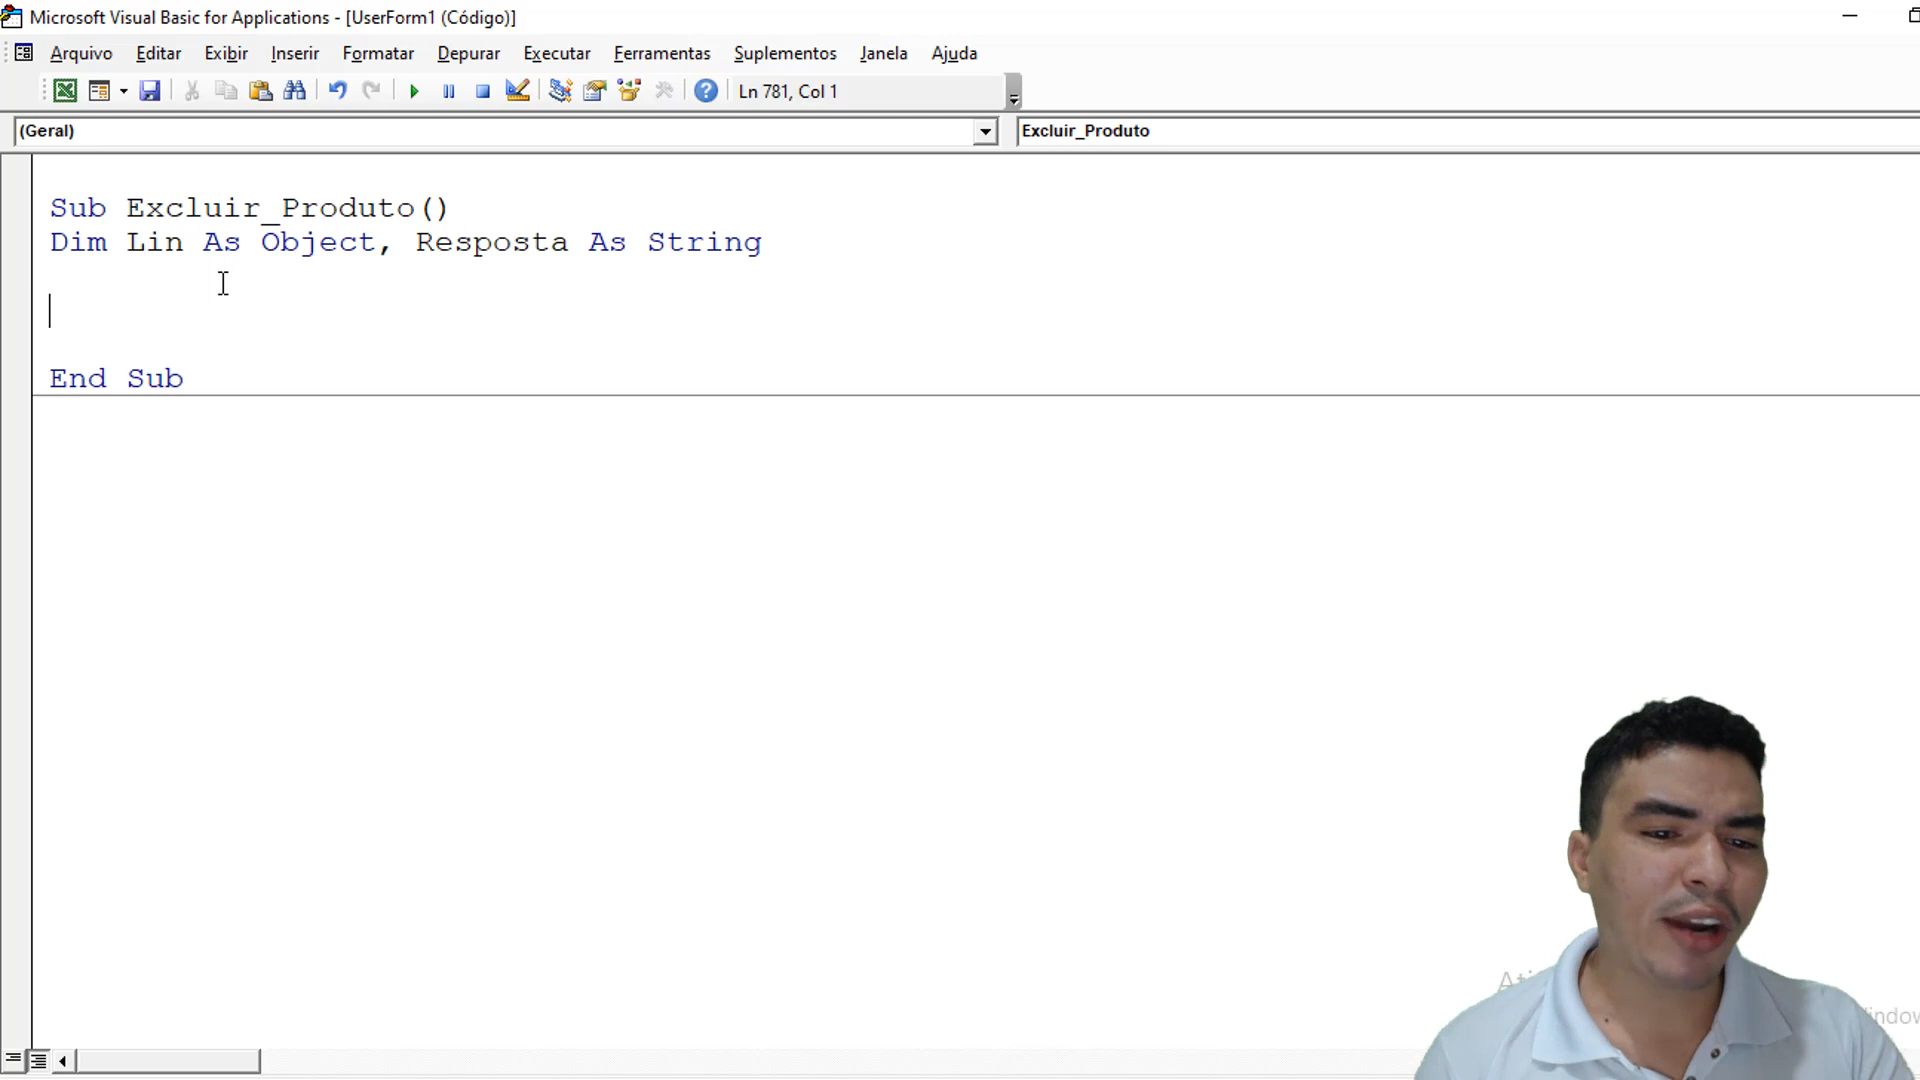 Microsoft Visual Basic for Applications - [UserForm1 (Código)]
Arquivo Editar Exibir Inserir Formatar Depurar Executar Ferramentas Suplementos Janela Ajuda
Ln 781, Col 1
(Geral) Excluir_Produto
Sub Excluir_Produto()
Dim Lin As Object, Resposta As String
End Sub